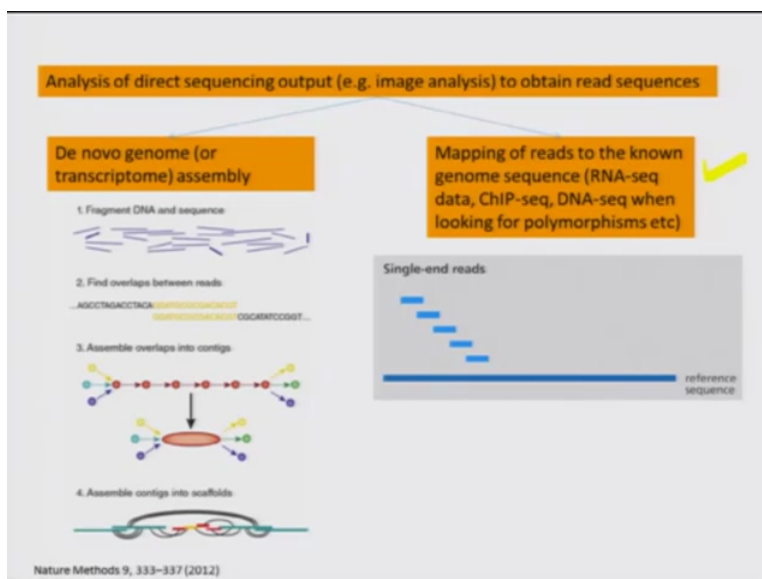 Analysis of direct sequencing output (e.g. image analysis) to obtain read sequences
De novo genome (or
transcriptome) assembly
1. Fragment DNA and sequence
2. Find overlaps between reads
...AGCCTAGACCTACA
CGCATATCCGGT...
3. Assemble overlaps into contigs
4. Assemble contigs into scaffolds
Mapping of reads to the known
genome sequence (RNA-seq
data, ChIP-seq, DNA-seq when
looking for polymorphisms etc)
Single-end reads
reference
sequence
Nature Methods 9, 333–337 (2012)